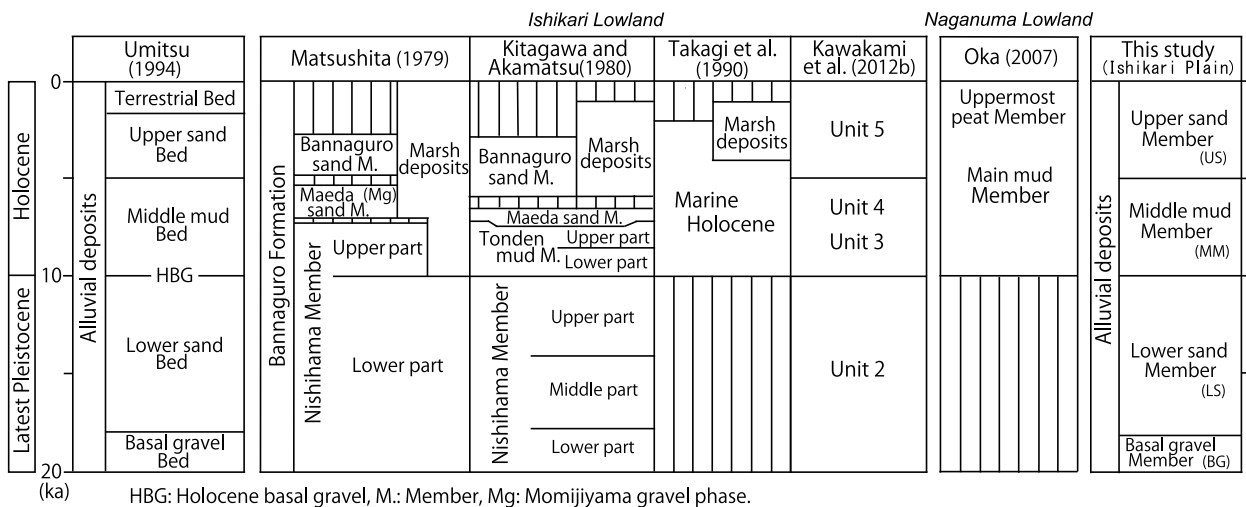 Ishikari Lowland
Naganuma Lowland
Umitsu
(1994)
Matsushita (1979)
Kitagawa and
Akamatsu(1980)
Takagi et al.
(1990)
Kawakami
et al. (2012b)
Oka (2007)
This study
(Ishikari Plain)
0
10
20
(ka)
Holocene
Latest Pleistocene
Alluvial deposits
Terrestrial Bed
Upper sand
Bed
Middle mud
Bed
HBG
Lower sand
Bed
Basal gravel
Bed
Bannaguro Formation
Bannaguro
sand M.
Maeda (Mg)
sand M.
Marsh
deposits
Nishihama Member
Upper part
Lower part
Bannaguro
sand M.
Marsh
deposits
Maeda sand M.
Tonden
mud M.
Upper part
Lower part
Nishihama Member
Upper part
Middle part
Lower part
Marsh
deposits
Marine
Holocene
Unit 5
Unit 4
Unit 3
Unit 2
Uppermost
peat Member
Main mud
Member
Alluvial deposits
Upper sand
Member
(US)
Middle mud
Member
(MM)
Lower sand
Member
(LS)
Basal gravel
Member (BG)
HBG: Holocene basal gravel, M.: Member, Mg: Momijiyama gravel phase.